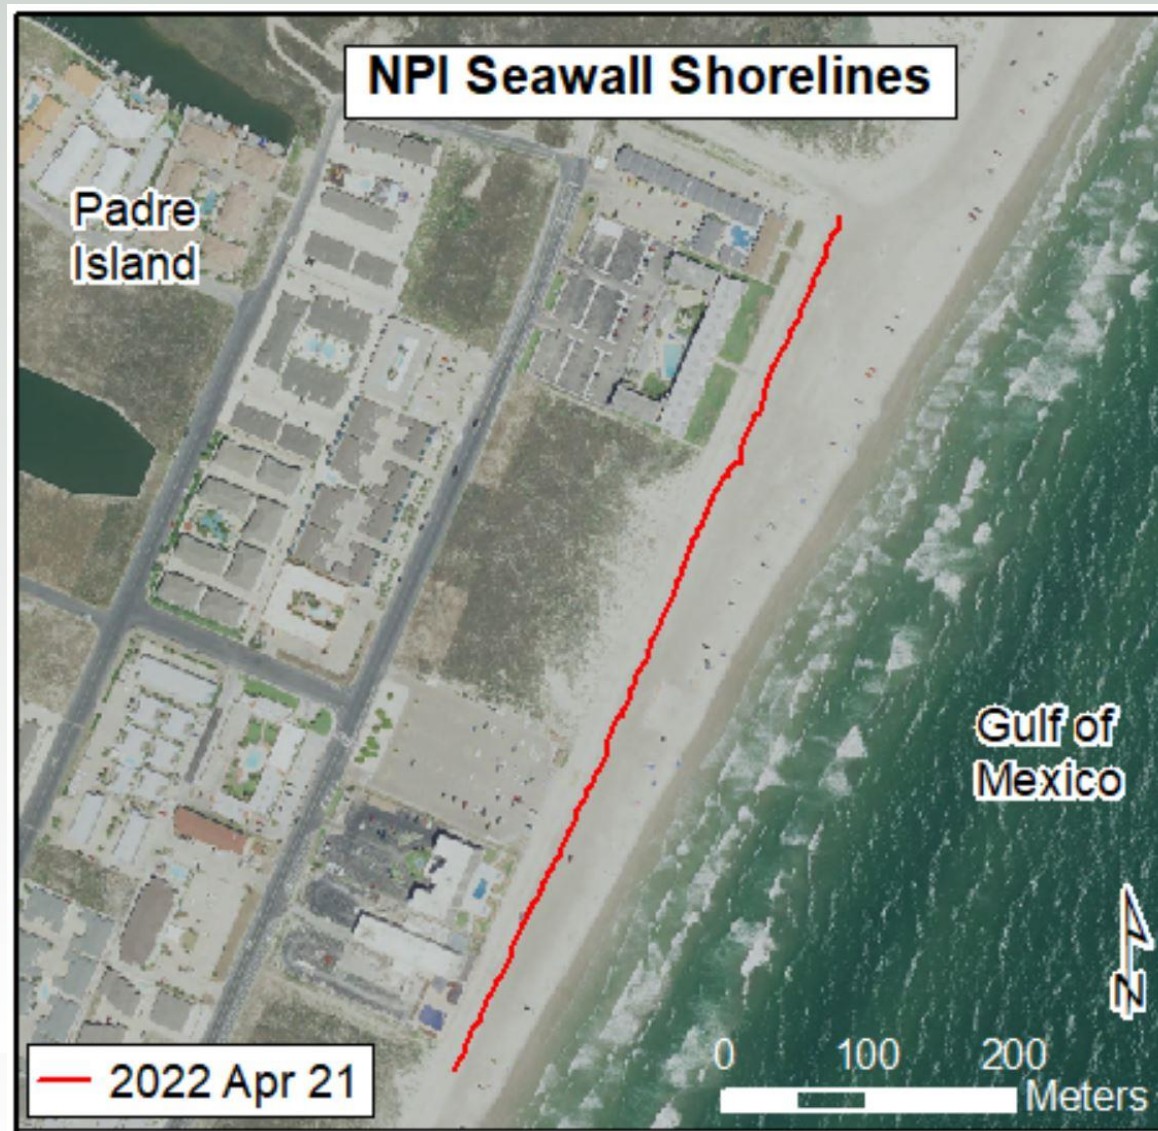 NPI Seawall Shorelines
Padre
Island
Gulf of
Mexico
N
2022 Apr 21
0 100 200
Meters